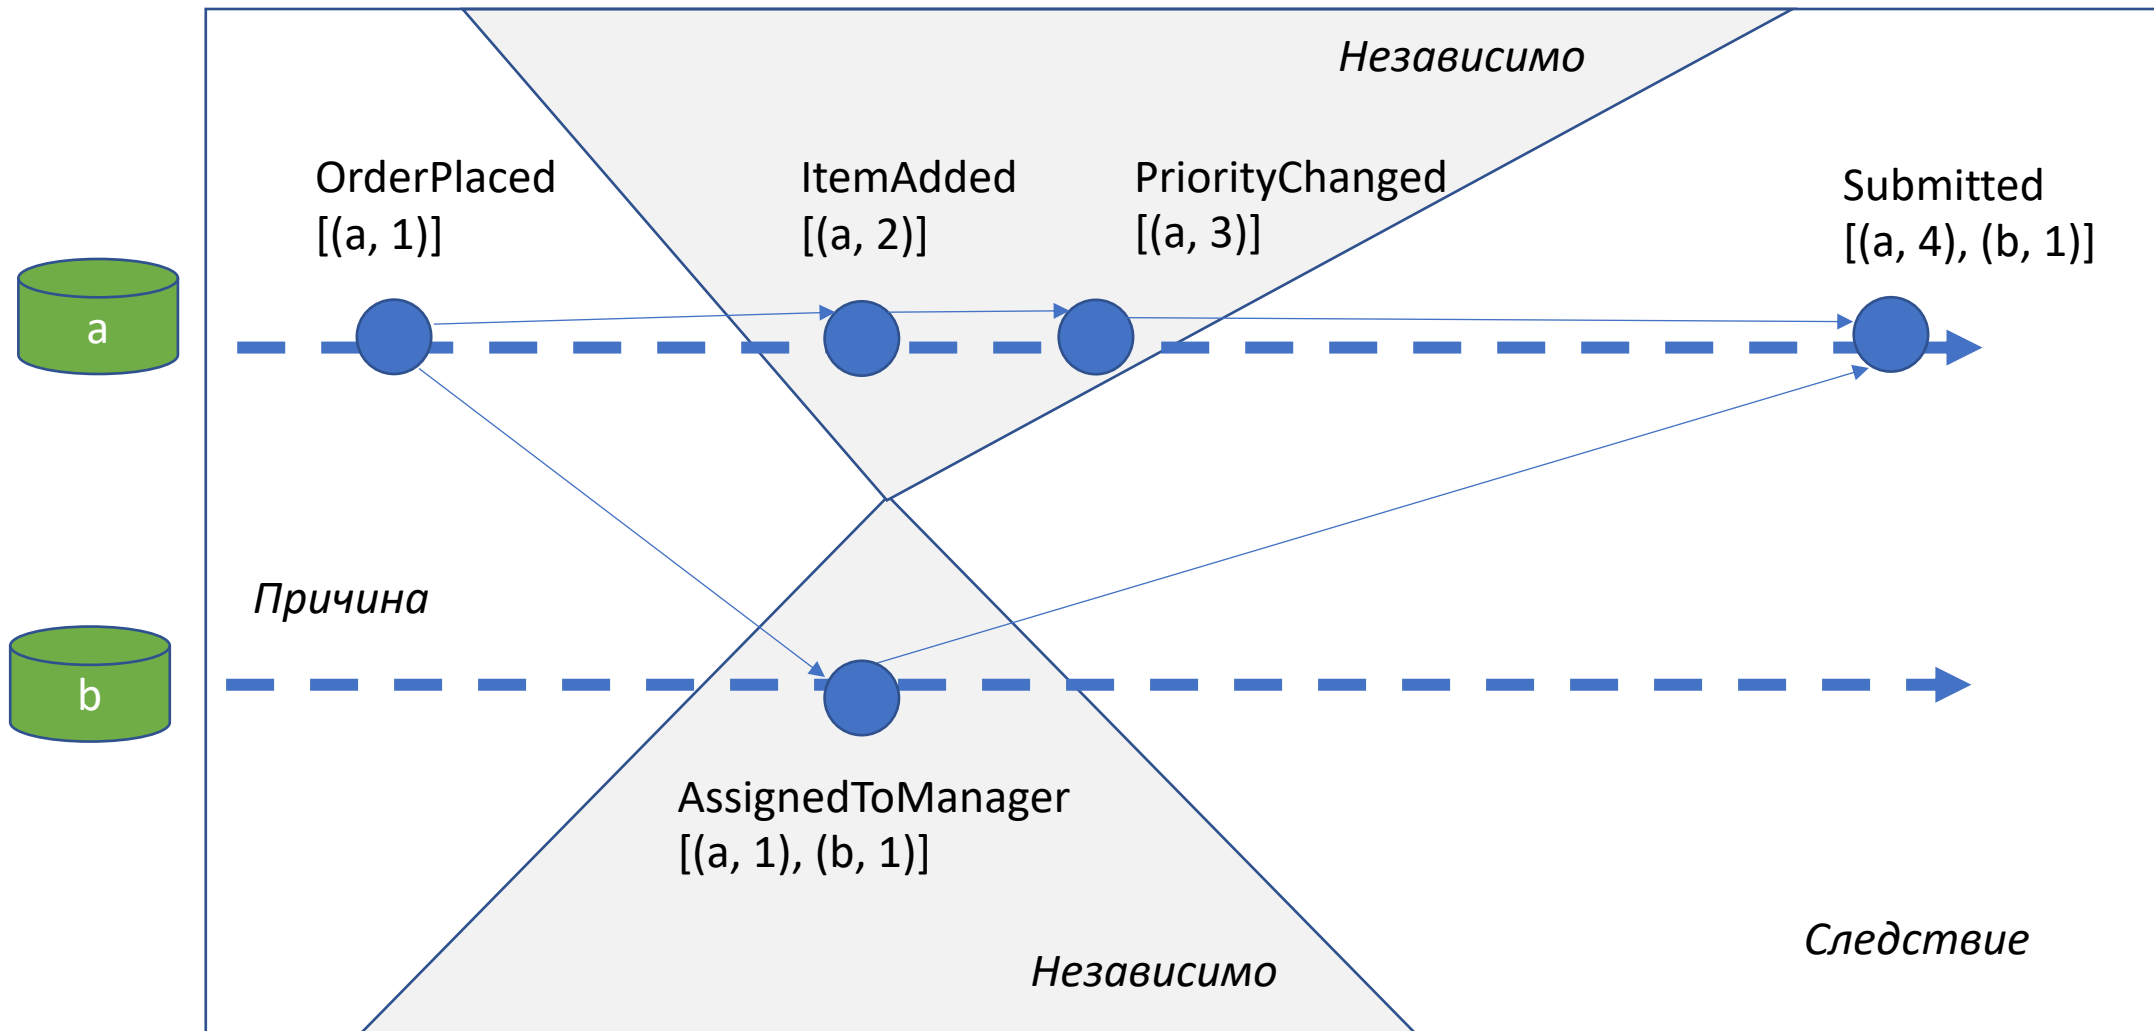 Независимо
OrderPlaced
[(a, 1)]
ItemAdded
[(a, 2)]
PriorityChanged
[(a, 3)]
Submitted
[(a, 4), (b, 1)]
a
Причина
b
AssignedToManager
[(a, 1), (b, 1)]
Следствие
Независимо